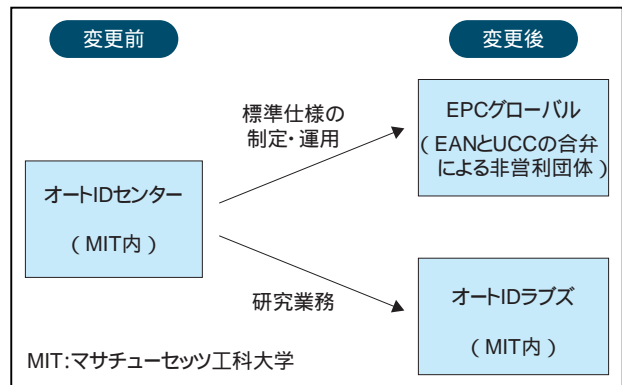 変更前
変更後
標準仕様の
制定・運用
EPCグローバル
(EANとUCCの合弁
による非営利団体)
オートIDセンター
(MIT内)
研究業務
オートIDラブズ
(MIT内)
MIT:マサチューセッツ工科大学